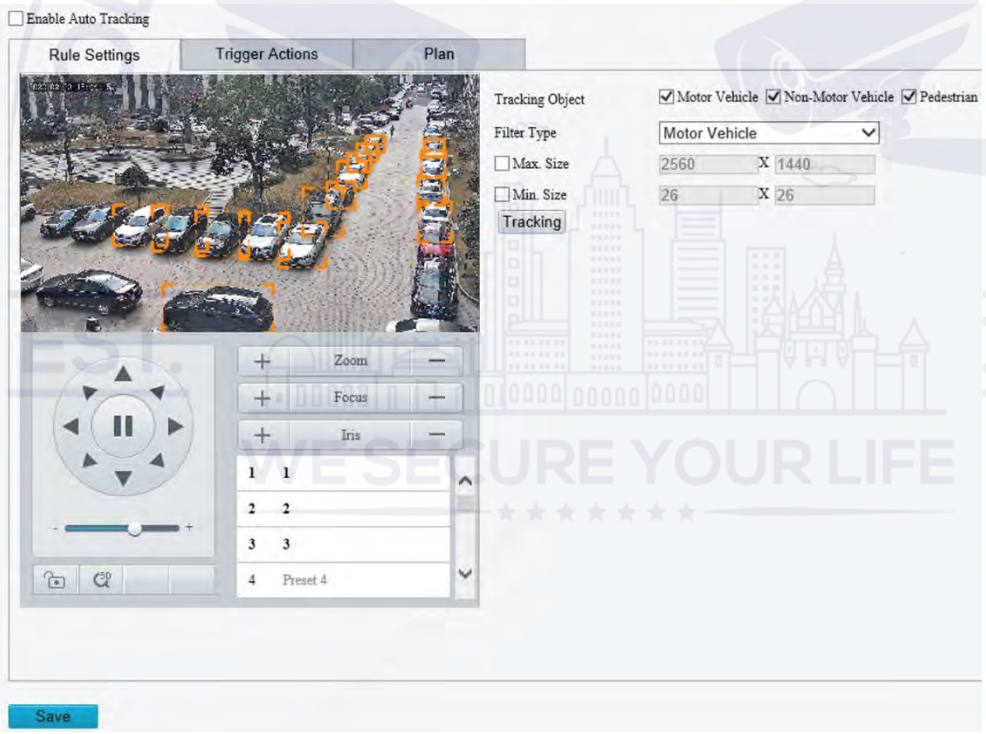 Enable Auto Tracking
Rule Settings Trigger Actions Plan
Tracking Object Motor Vehicle Non-Motor Vehicle Pedestrian
Filter Type Motor Vehicle
Max. Size 2560 X 1440
Min. Size 26 X 26
Tracking
EST.
+ Zoom -
+ Focus -
+ Iris -
WE SECURE YOUR LIFE
1 1
2 2
3 3
- +
4 Preset 4
3D
Save